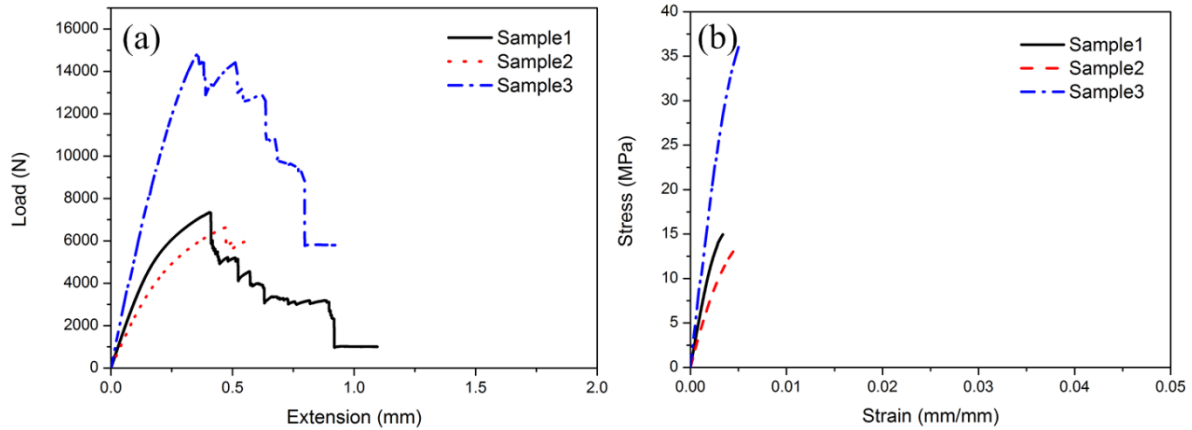 (a)
Sample1
Sample2
Sample3
16000
14000
12000
10000
8000
6000
4000
2000
0
Load (N)
0.0
0.5
1.0
1.5
2.0
Extension (mm)
(b)
Sample1
Sample2
Sample3
40
35
30
25
20
15
10
5
0
Stress (MPa)
0.00
0.01
0.02
0.03
0.04
0.05
Strain (mm/mm)